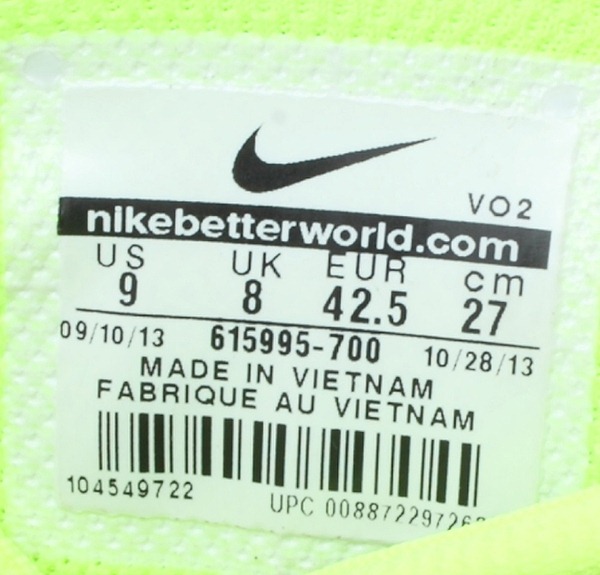 VO2
nikebetterworld.com
US UK EUR cm
9 8 42.5 27
09/10/13 615995-700 10/28/13
MADE IN VIETNAM
FABRIQUE AU VIETNAM
104549722
UPC